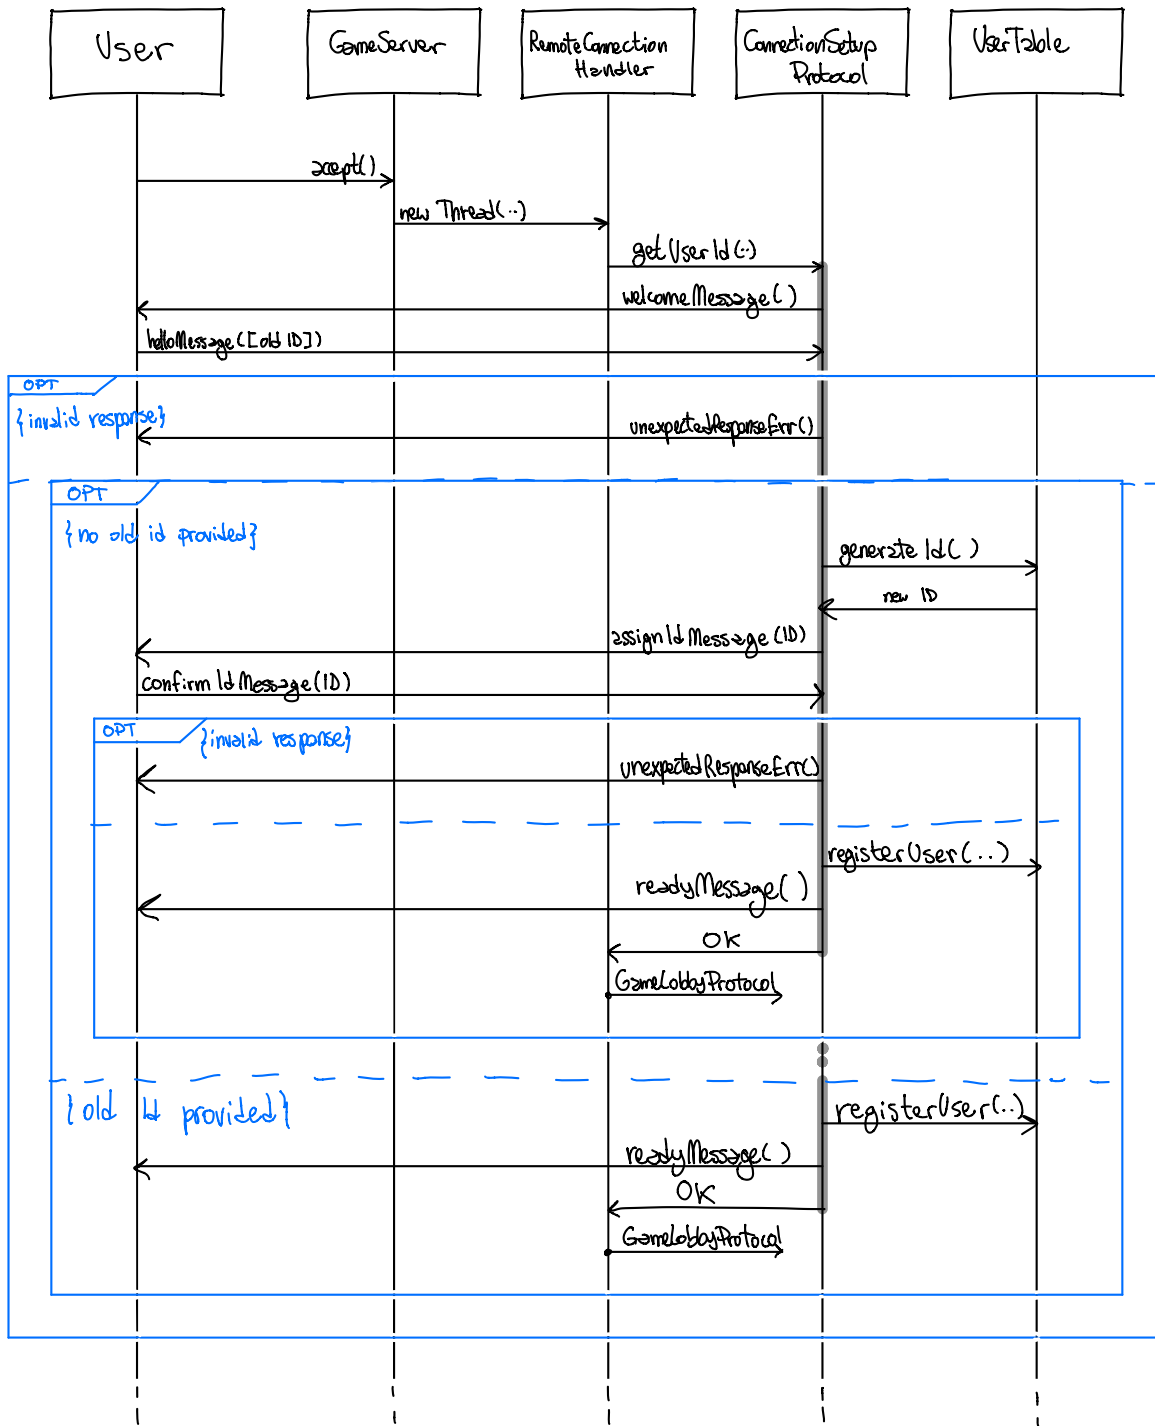 User
GameServer
RemoteConnection
Handler
ConnectionSetup
Protocol
UserTable
accept()
new Thread(..)
getUserId(..)
welcomeMessage()
helloMessage([old ID])
OPT
{invalid response}
unexpectedResponseErr()
OPT
{no old id provided}
generateId()
new ID
assignIdMessage(ID)
confirmIdMessage(ID)
OPT
{invalid response}
unexpectedResponseErr()
registerUser(..)
readyMessage()
OK
GameLobbyProtocol
{old Id provided}
registerUser(..)
readyMessage()
OK
GameLobbyProtocol